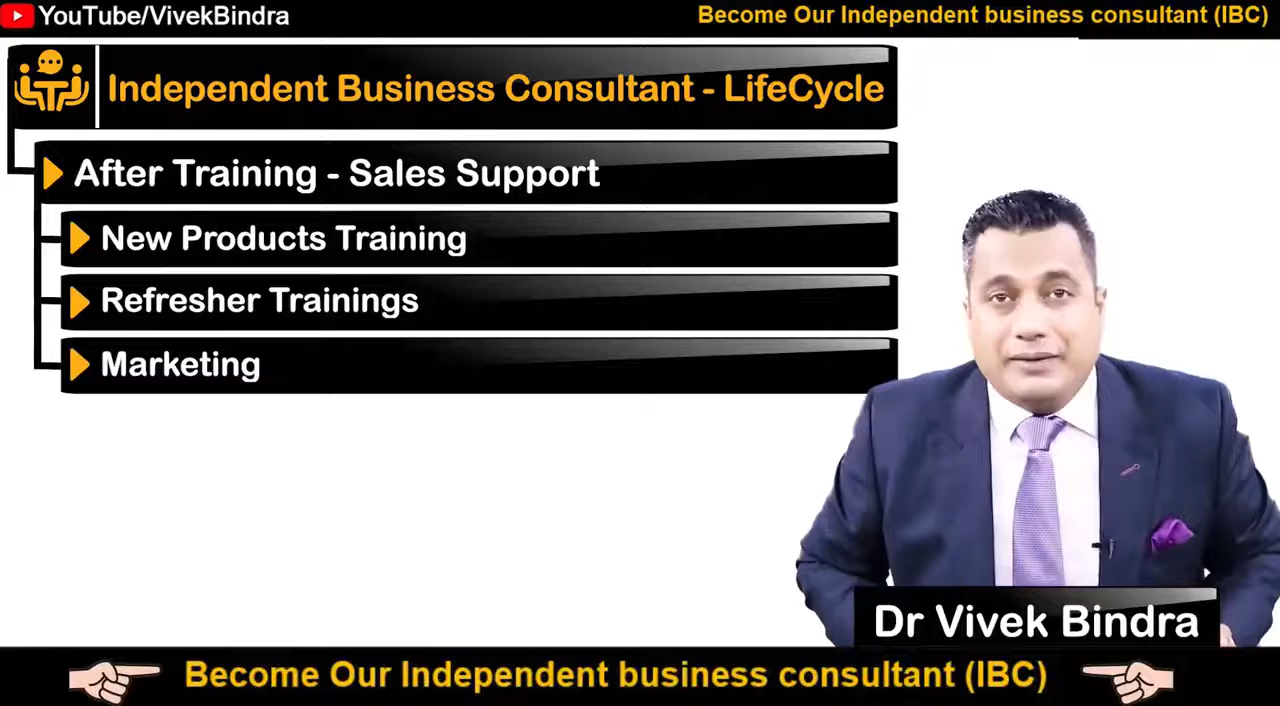 YouTube/VivekBindra
Become Our Independent business consultant (IBC)
Independent Business Consultant - LifeCycle
After Training - Sales Support
New Products Training
Refresher Trainings
Marketing
Dr Vivek Bindra
Become Our Independent business consultant (IBC)